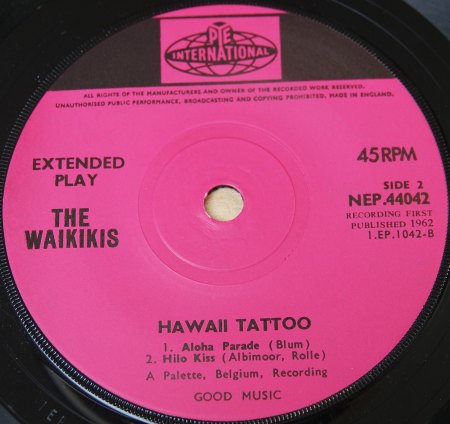 PYE
INTERNATIONAL
ALL RIGHTS OF THE MANUFACTURERS AND OWNER OF THE RECORDED WORK RESERVED.
UNAUTHORISED PUBLIC PERFORMANCE, BROADCASTING AND COPYING PROHIBITED. MADE IN ENGLAND.
EXTENDED
PLAY
45RPM
THE
WAIKIKIS
SIDE 2
NEP.44042
RECORDING FIRST
PUBLISHED 1962
1.EP.1042-B
HAWAII TATTOO
1. Aloha Parade (Blum)
2. Hilo Kiss (Albimoor, Rolle)
A Palette, Belgium, Recording
GOOD MUSIC